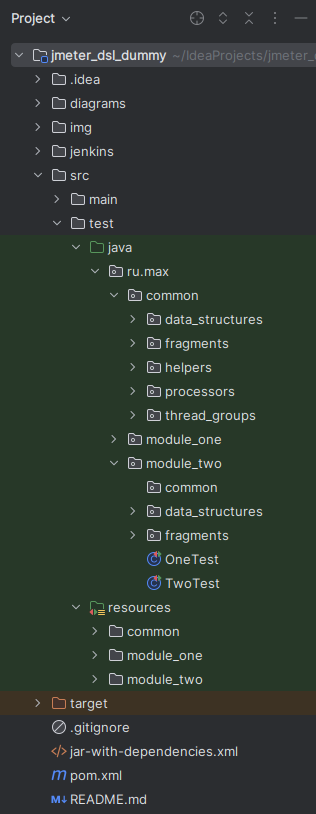 Project
jmeter_dsl_dummy ~/IdeaProjects/jmeter_
.idea
diagrams
img
jenkins
src
main
test
java
ru.max
common
data_structures
fragments
helpers
processors
thread_groups
module_one
module_two
common
data_structures
fragments
OneTest
TwoTest
resources
common
module_one
module_two
target
.gitignore
</> jar-with-dependencies.xml
m pom.xml
M↓ README.md